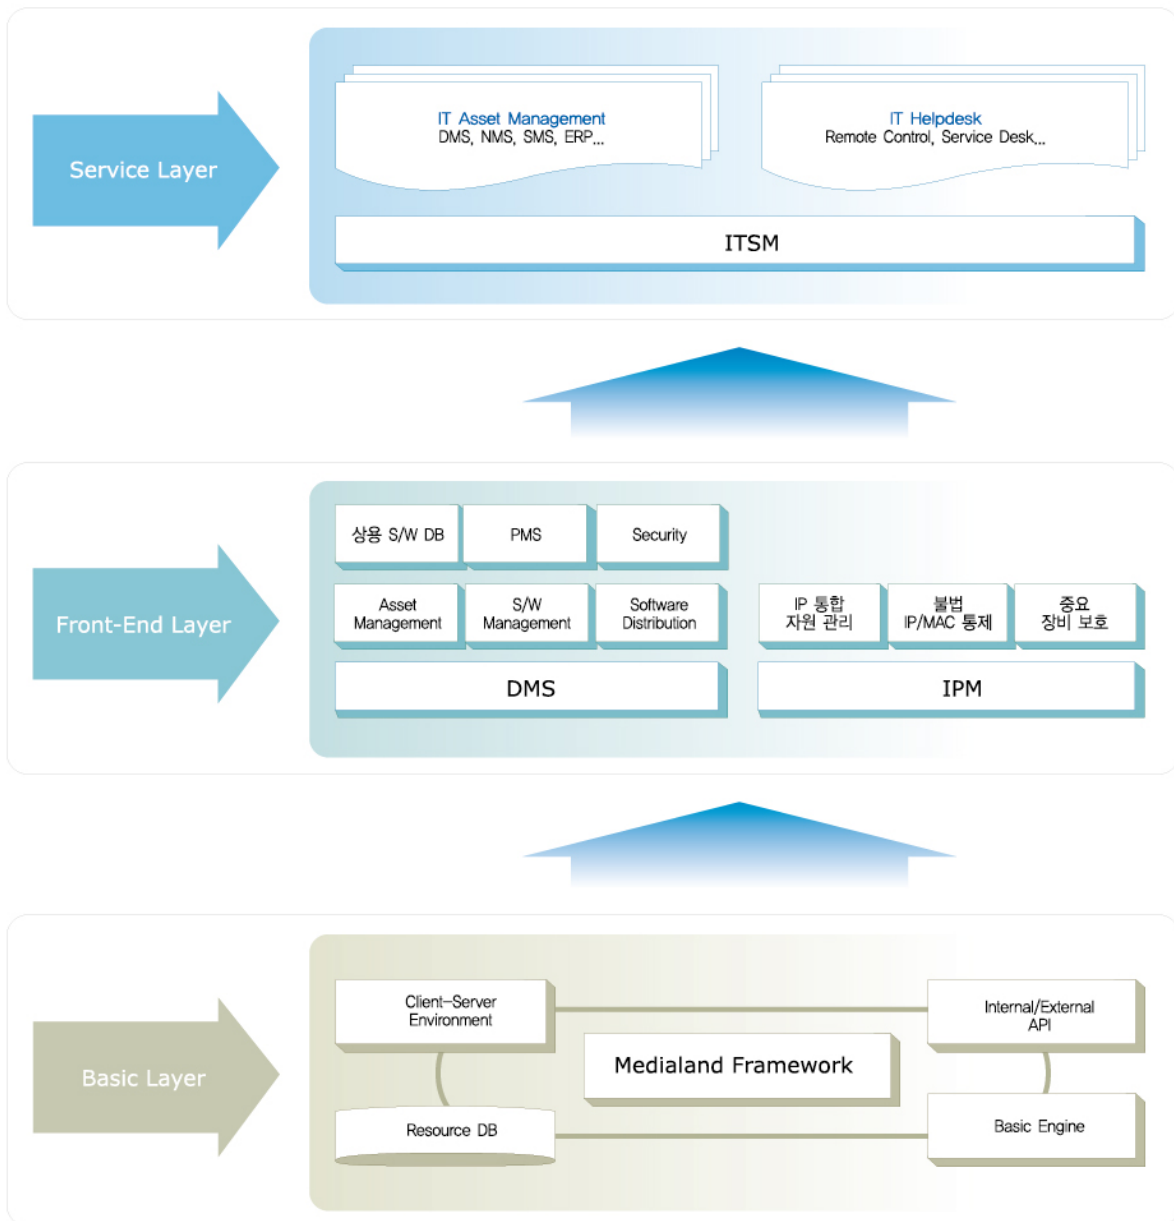 Service Layer
IT Asset Management
DMS, NMS, SMS, ERP...
IT Helpdesk
Remote Control, Service Desk...
ITSM
Front-End Layer
상용 S/W DB
PMS
Security
Asset
Management
S/W
Management
Software
Distribution
IP 통합
자원 관리
불법
IP/MAC 통제
중요
장비 보호
DMS
IPM
Basic Layer
Client-Server
Environment
Internal/External
API
Medialand Framework
Resource DB
Basic Engine